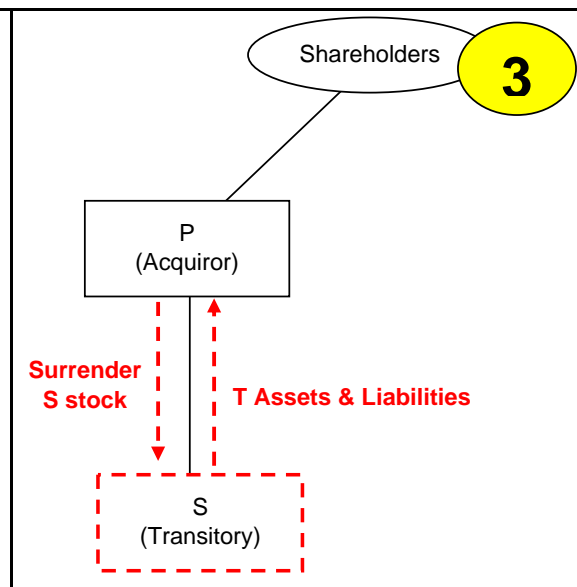 Shareholders
3
P
(Acquiror)
Surrender
S stock
T Assets & Liabilities
S
(Transitory)